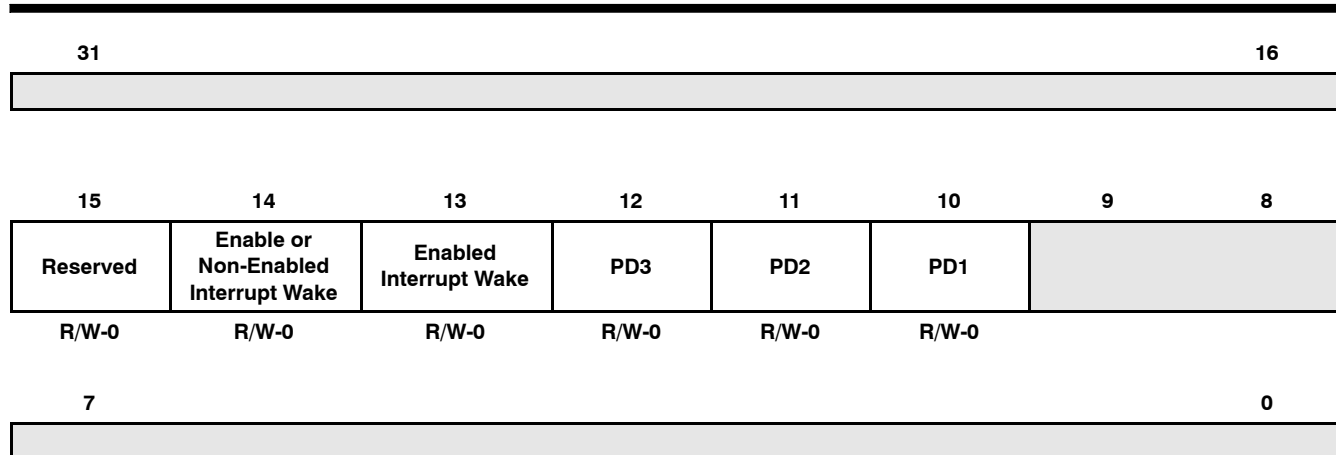 31 16
15 14 13 12 11 10 9 8
Reserved
Enable or
Non-Enabled
Interrupt Wake
Enabled
Interrupt Wake
PD3
PD2
PD1
R/W-0 R/W-0 R/W-0 R/W-0 R/W-0 R/W-0
7 0